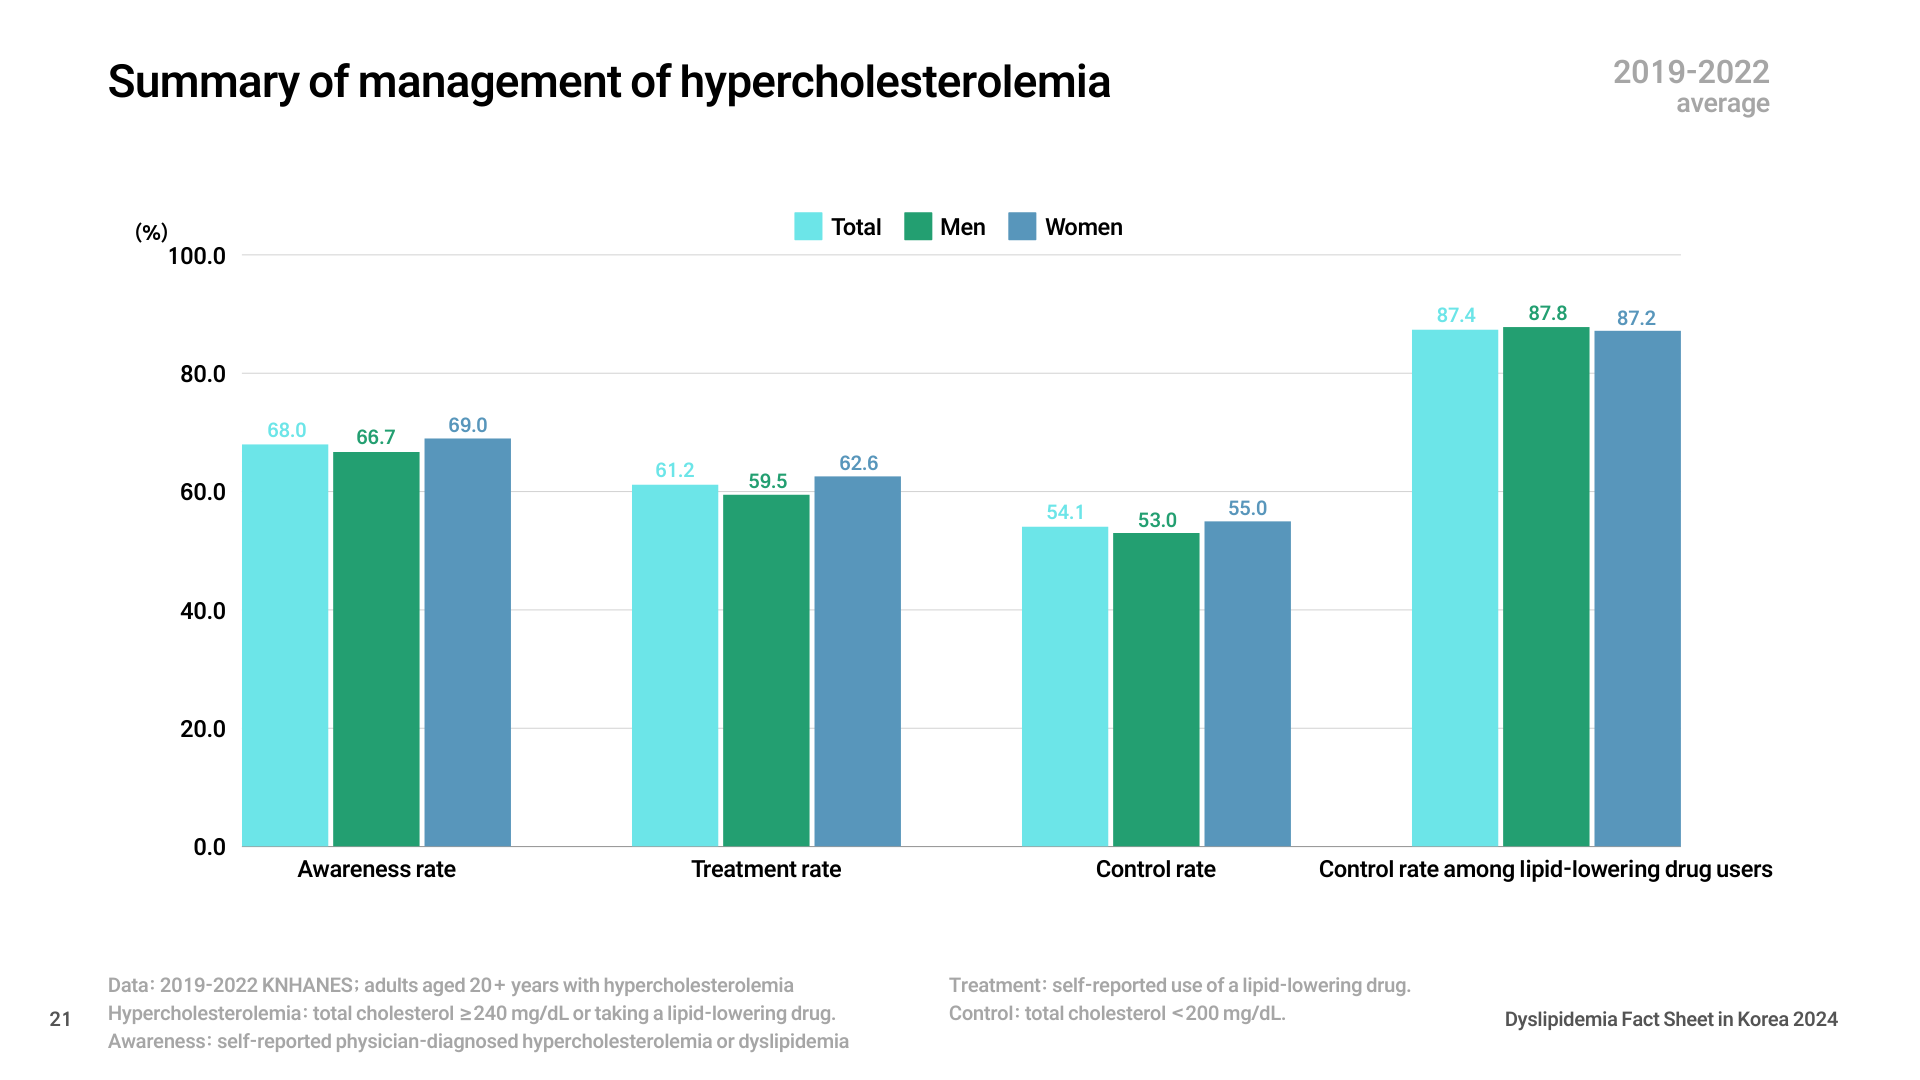 Summary of management of hypercholesterolemia
2019-2022
average
(%)
Total Men Women
100.0
80.0
60.0
40.0
20.0
0.0
68.0 66.7 69.0
61.2 59.5 62.6
54.1 53.0 55.0
87.4 87.8 87.2
Awareness rate
Treatment rate
Control rate
Control rate among lipid-lowering drug users
Data: 2019-2022 KNHANES; adults aged 20+ years with hypercholesterolemia
Hypercholesterolemia: total cholesterol ≥240 mg/dL or taking a lipid-lowering drug.
Awareness: self-reported physician-diagnosed hypercholesterolemia or dyslipidemia
Treatment: self-reported use of a lipid-lowering drug.
Control: total cholesterol <200 mg/dL.
21
Dyslipidemia Fact Sheet in Korea 2024